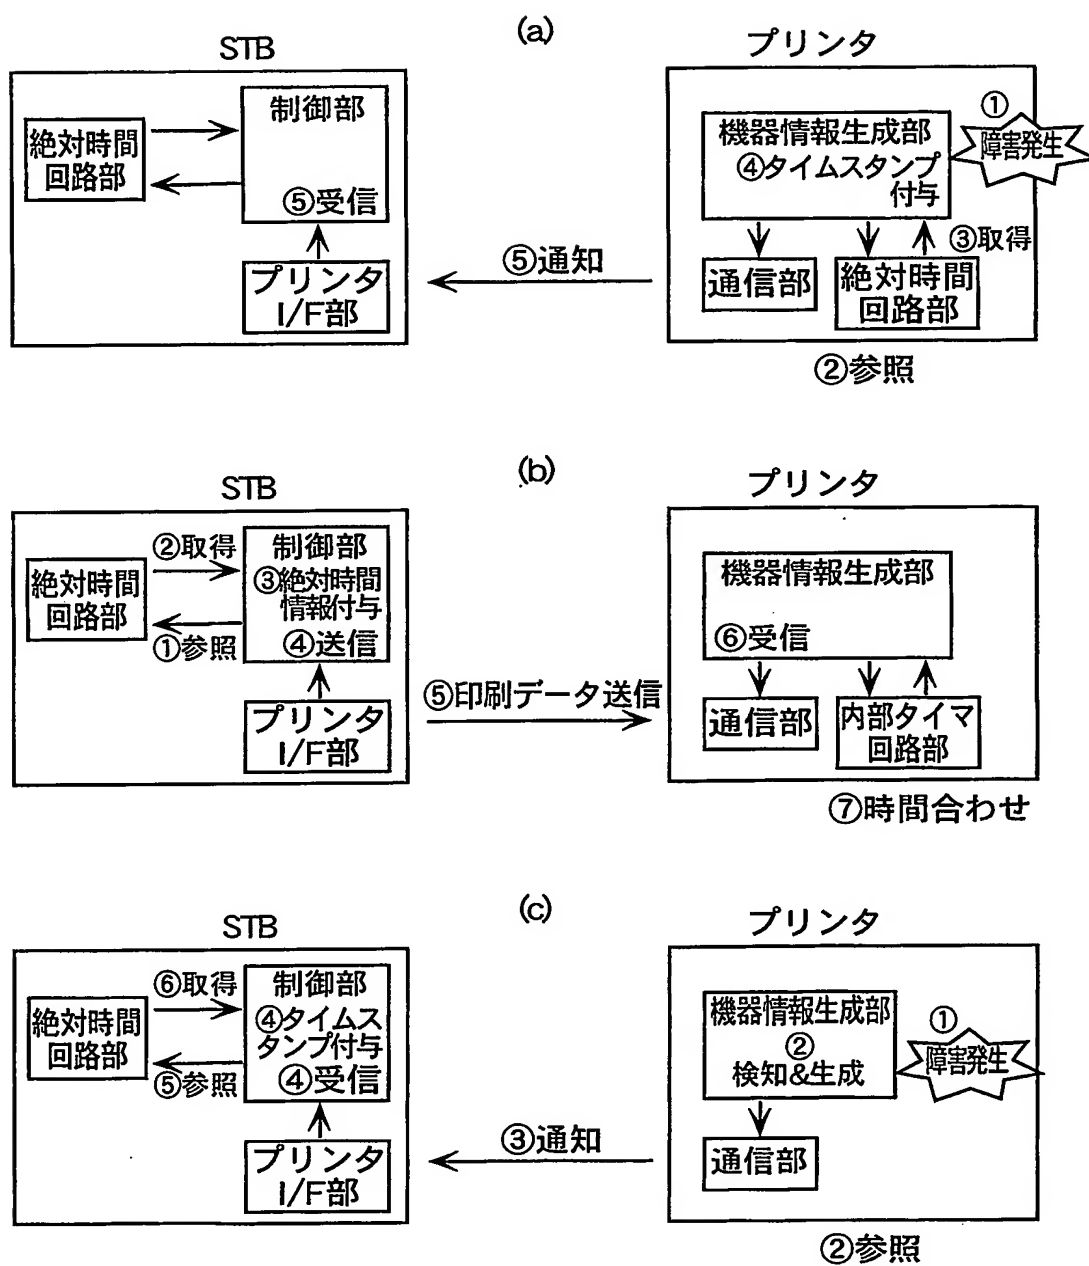 (a)
STB
プリンタ
絶対時間
回路部
制御部
⑤受信
プリンタ
I/F部
⑤通知
機器情報生成部
④タイムスタンプ
付与
①
障害発生
③取得
通信部
絶対時間
回路部
②参照
(b)
STB
プリンタ
絶対時間
回路部
②取得
①参照
制御部
③絶対時間
情報付与
④送信
プリンタ
I/F部
⑤印刷データ送信
機器情報生成部
⑥受信
通信部
内部タイマ
回路部
⑦時間合わせ
(c)
STB
プリンタ
絶対時間
回路部
⑥取得
⑤参照
制御部
④タイムス
タンプ付与
④受信
プリンタ
I/F部
③通知
機器情報生成部
②
検知&生成
①
障害発生
通信部
②参照